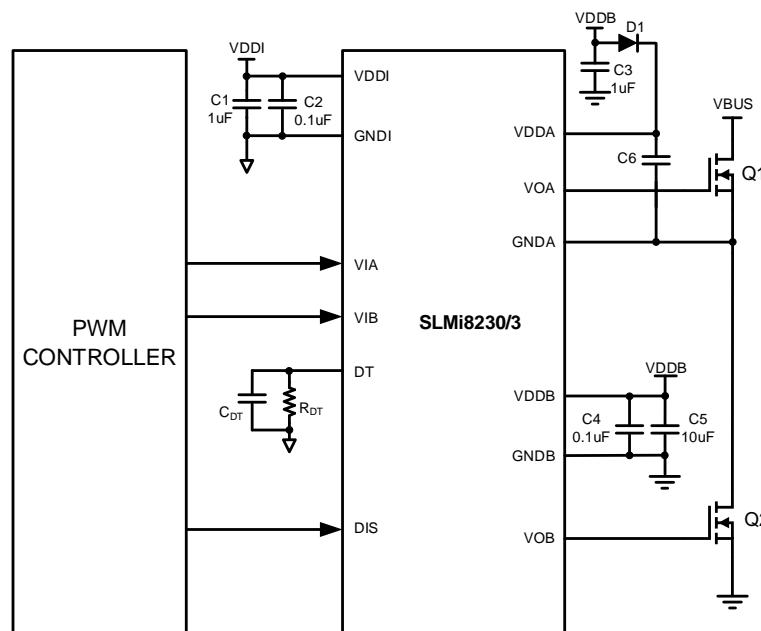 VDDB
D1
VDDI
VDDI
C3
1uF
C1
1uF
C2
0.1uF
VBUS
GNDI
VDDA
C6
Q1
VOA
GNDA
VIA
SLMi8230/3
VIB
PWM
CONTROLLER
DT
VDDB
VDDB
CDT
RDT
C4
0.1uF
C5
10uF
GNDB
Q2
DIS
VOB